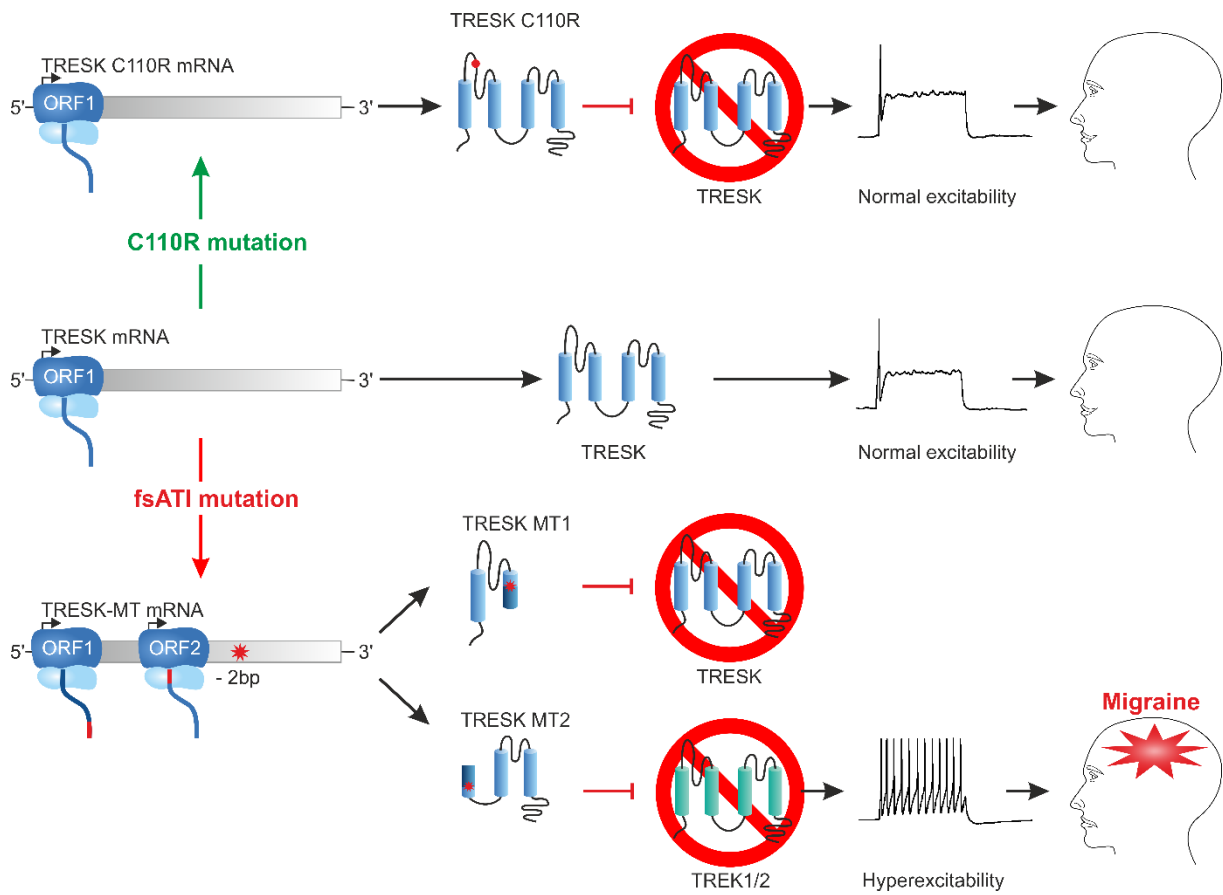 TRESK C110R
TRESK C110R mRNA
5'
ORF1
3'
TRESK
Normal excitability
C110R mutation
TRESK mRNA
5'
ORF1
3'
TRESK
Normal excitability
fsATI mutation
TRESK MT1
TRESK-MT mRNA
5'
ORF1
ORF2
3'
- 2bp
TRESK
TRESK MT2
Migraine
TREK1/2
Hyperexcitability